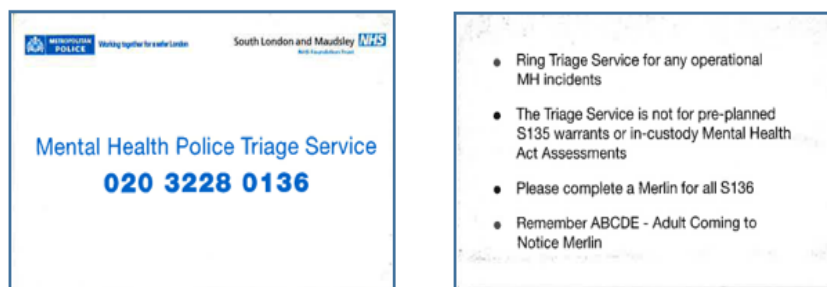 METROPOLITAN
POLICE
Working together for a safer London
South London and Maudsley NHS
NHS Foundation Trust
Mental Health Police Triage Service
020 3228 0136
• Ring Triage Service for any operational
MH incidents
• The Triage Service is not for pre-planned
S135 warrants or in-custody Mental Health
Act Assessments
• Please complete a Merlin for all S136
• Remember ABCDE - Adult Coming to
Notice Merlin